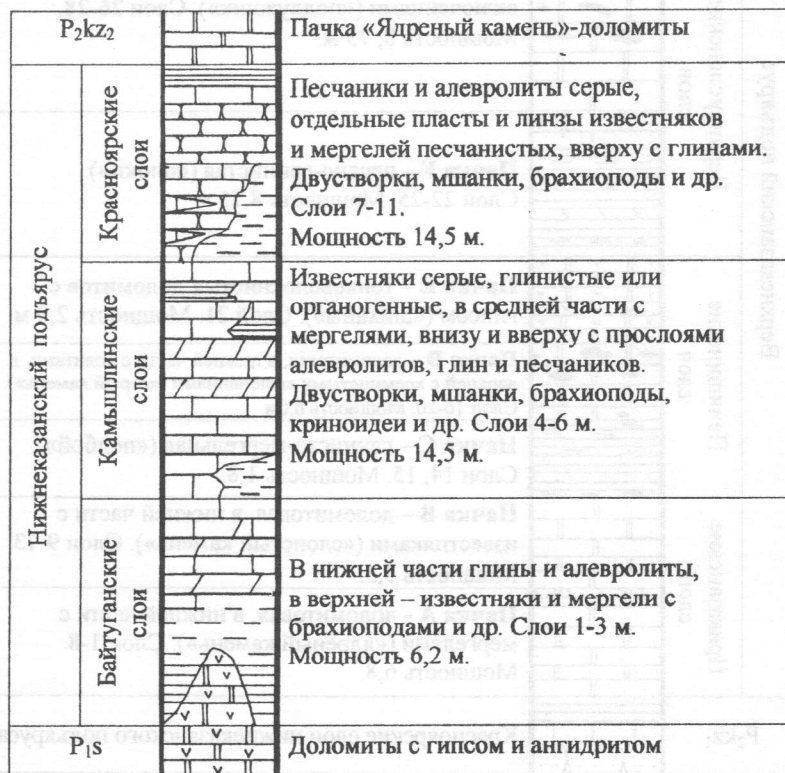 P₂kz₂
Пачка «Ядреный камень»-доломиты
Нижнеказанский подъярус
Красноярские
слои
Песчаники и алевролиты серые,
отдельные пласты и линзы известняков
и мергелей песчанистых, вверху с глинами.
Двустворки, мшанки, брахиоподы и др.
Слои 7-11.
Мощность 14,5 м.
Камышлинские
слои
Известняки серые, глинистые или
органогенные, в средней части с
мергелями, внизу и вверху с прослоями
алевролитов, глин и песчаников.
Двустворки, мшанки, брахиоподы,
криноидеи и др. Слои 4-6 м.
Мощность 14,5 м.
Байтуганские
слои
В нижней части глины и алевролиты,
в верхней – известняки и мергели с
брахиоподами и др. Слои 1-3 м.
Мощность 6,2 м.
P₁s
Доломиты с гипсом и ангидритом